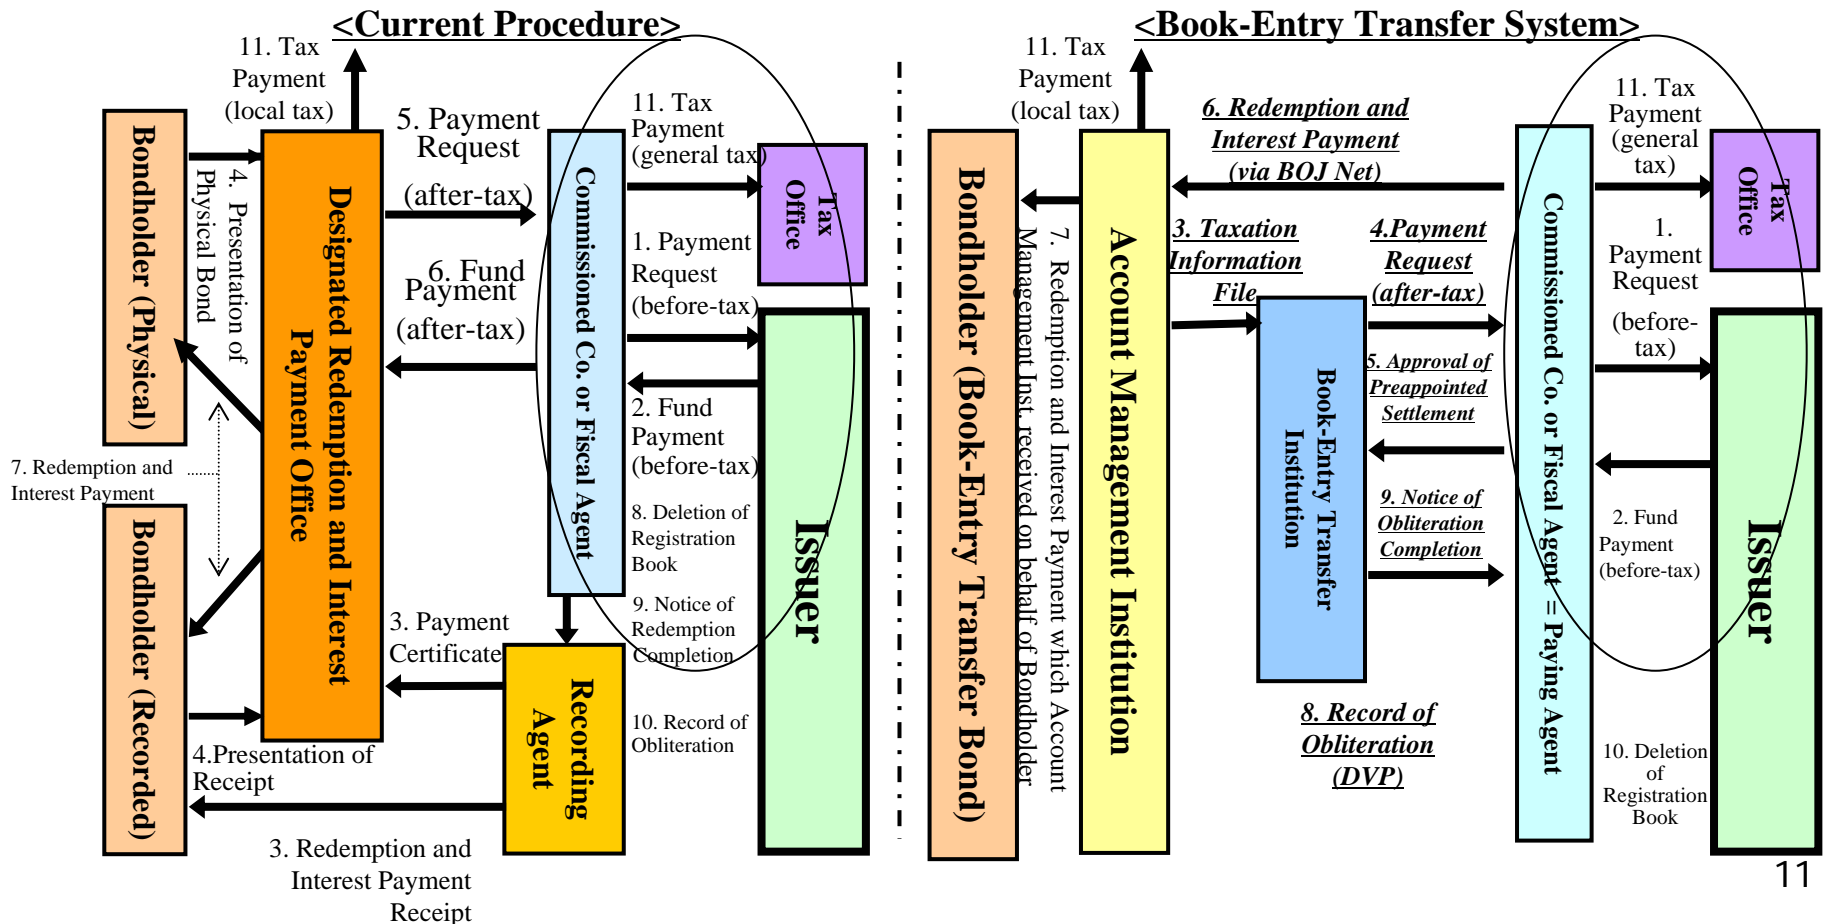 <Current Procedure>
11. Tax
Payment
(local tax)
5. Payment
Request
(after-tax)
11. Tax
Payment
(general tax)
Tax
Office
Bondholder (Physical)
4. Presentation of
Physical Bond
Designated Redemption and Interest
Payment Office
Commissioned Co. or Fiscal Agent
1. Payment
Request
(before-tax)
6. Fund
Payment
(after-tax)
2. Fund
Payment
(before-tax)
7. Redemption and
Interest Payment
Bondholder (Recorded)
8. Deletion of
Registration
Book
9. Notice of
Redemption
Completion
Issuer
3. Payment
Certificate
Recording
Agent
10. Record of
Obliteration
4.Presentation of
Receipt
3. Redemption and
Interest Payment
Receipt
<Book-Entry Transfer System>
11. Tax
Payment
(local tax)
6. Redemption and
Interest Payment
(via BOJ Net)
11. Tax
Payment
(general
tax)
Tax
Office
Bondholder (Book-Entry Transfer Bond)
7. Redemption and Interest Payment which Account
Management Inst. received on behalf of Bondholder
Account Management Institution
3. Taxation
Information
File
4.Payment
Request
(after-tax)
Commissioned Co. or Fiscal Agent = Paying Agent
1.
Payment
Request
(before-
tax)
Book-Entry Transfer
Institution
5. Approval of
Preappointed
Settlement
9. Notice of
Obliteration
Completion
2. Fund
Payment
(before-tax)
Issuer
8. Record of
Obliteration
(DVP)
10. Deletion
of
Registration
Book
11